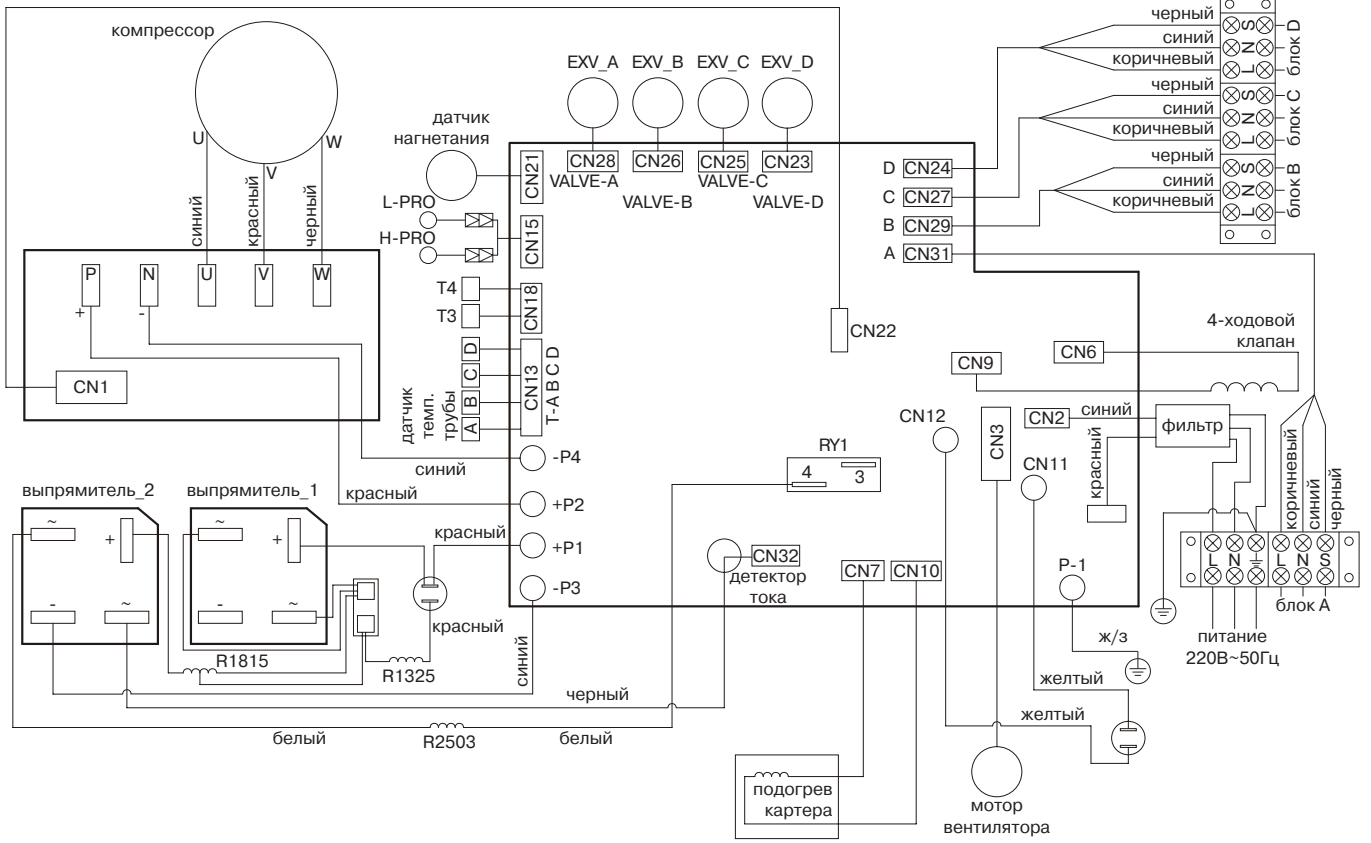 компрессор
U
V
W
синий
красный
черный
P
N
U
V
W
+
-
CN1
EXV_A
EXV_B
EXV_C
EXV_D
CN28
CN26
CN25
CN23
VALVE-A
VALVE-B
VALVE-C
VALVE-D
датчик
нагнетания
CN21
L-PRO
H-PRO
CN15
T4
T3
CN18
D
C
B
A
CN13
T-A B C D
датчик
темп.
трубы
-P4
синий
+P2
красный
+P1
красный
-P3
D
CN24
C
CN27
B
CN29
A
CN31
черный
синий
коричневый
S
N
L
блок D
черный
синий
коричневый
S
N
L
блок C
черный
синий
коричневый
S
N
L
блок B
CN22
4-ходовой
клапан
CN6
CN9
CN2
синий
фильтр
красный
CN12
CN3
CN11
RY1
4
3
коричневый
синий
черный
L
N
L
N
S
блок A
питание
220В~50Гц
выпрямитель_2
~
+
-
~
выпрямитель_1
~
+
-
~
красный
R1815
R1325
синий
черный
белый
R2503
белый
CN32
детектор
тока
CN7
CN10
P-1
ж/з
желтый
желтый
подогрев
картера
мотор
вентилятора